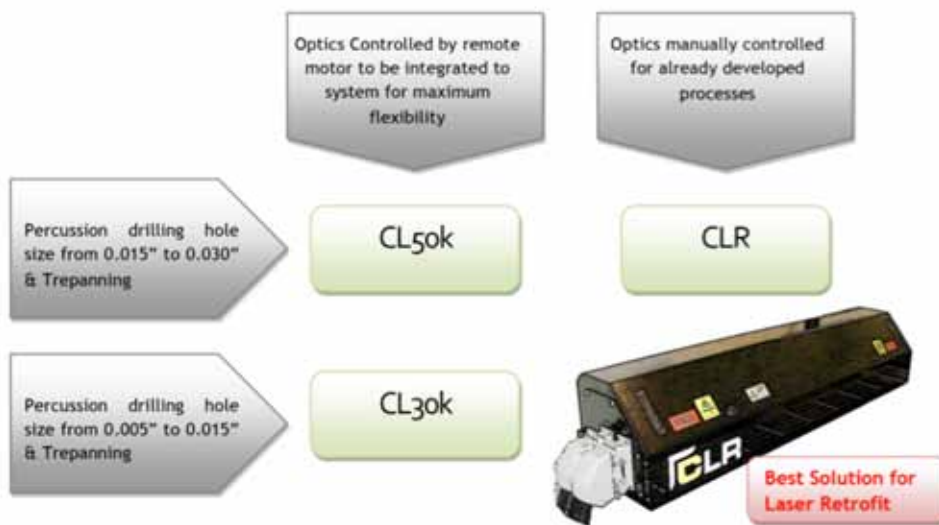 Optics Controlled by remote
motor to be integrated to
system for maximum
flexibility
Optics manually controlled
for already developed
processes
Percussion drilling hole
size from 0.015” to 0.030”
& Trepanning
CL50k
CLR
Percussion drilling hole
size from 0.005” to 0.015”
& Trepanning
CL30k
CLR
Best Solution for
Laser Retrofit